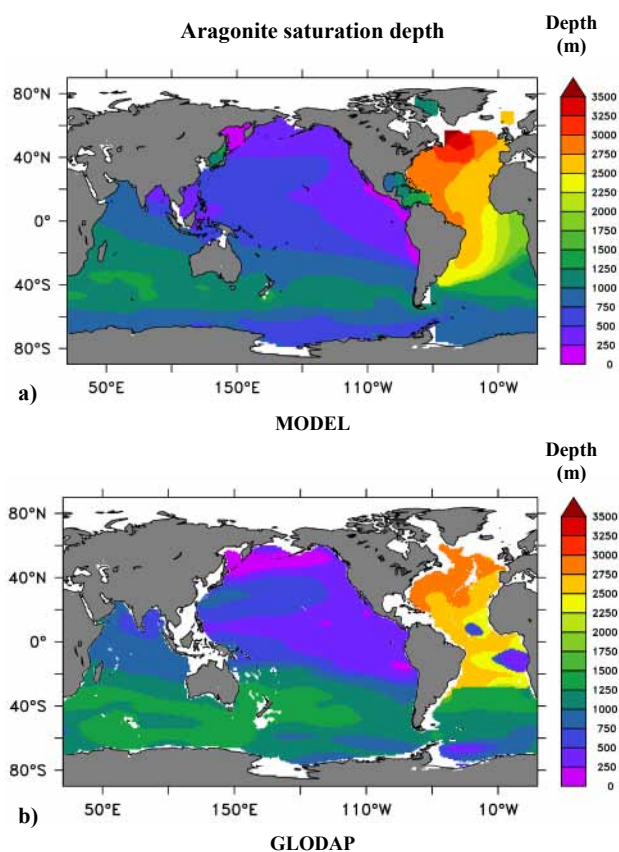 Aragonite saturation depth
Depth
(m)
80°N
40°N
0°
40°S
80°S
50°E
150°E
110°W
10°W
3500
3250
3000
2750
2500
2250
2000
1750
1500
1250
1000
750
500
250
0
a)
MODEL
Depth
(m)
80°N
40°N
0°
40°S
80°S
50°E
150°E
110°W
10°W
3500
3250
3000
2750
2500
2250
2000
1750
1500
1250
1000
750
500
250
0
b)
GLODAP